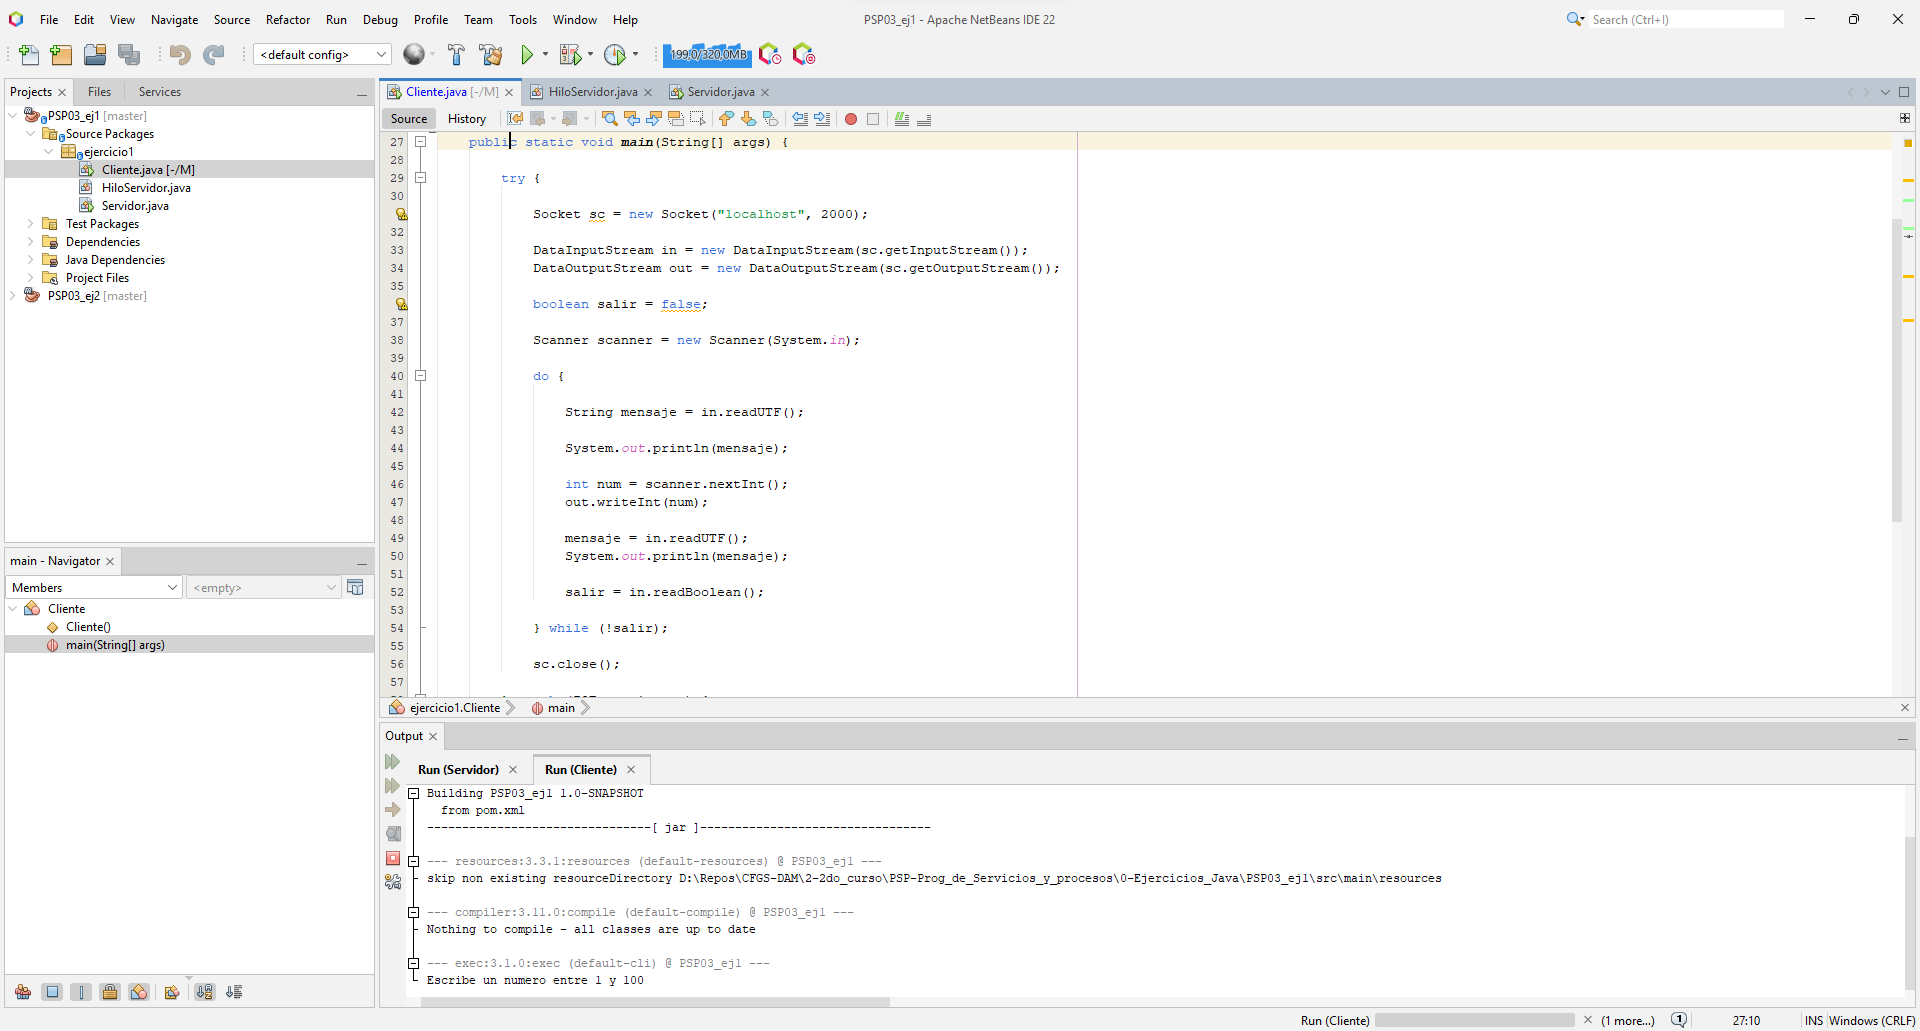 File Edit View Navigate Source Refactor Run Debug Profile Team Tools Window Help
PSP03_ej1 - Apache NetBeans IDE 22
Search (Ctrl+I)
<default config>
199,0/320,0MB
Projects Files Services
PSP03_ej1 [master]
Source Packages
ejercicio1
Cliente.java [-/M]
HiloServidor.java
Servidor.java
Test Packages
Dependencies
Java Dependencies
Project Files
PSP03_ej2 [master]
main - Navigator
Members
<empty>
Cliente
Cliente()
main(String[] args)
Cliente.java [-/M] HiloServidor.java Servidor.java
Source History
27 public static void main(String[] args) {
28
29 try {
30
Socket sc = new Socket("localhost", 2000);
32
33 DataInputStream in = new DataInputStream(sc.getInputStream());
34 DataOutputStream out = new DataOutputStream(sc.getOutputStream());
35
boolean salir = false;
37
38 Scanner scanner = new Scanner(System.in);
39
40 do {
41
42 String mensaje = in.readUTF();
43
44 System.out.println(mensaje);
45
46 int num = scanner.nextInt();
47 out.writeInt(num);
48
49 mensaje = in.readUTF();
50 System.out.println(mensaje);
51
52 salir = in.readBoolean();
53
54 } while (!salir);
55
56 sc.close();
57
ejercicio1.Cliente main
Output
Run (Servidor) Run (Cliente)
Building PSP03_ej1 1.0-SNAPSHOT
from pom.xml
--------------------------------[ jar ]---------------------------------
--- resources:3.3.1:resources (default-resources) @ PSP03_ej1 ---
skip non existing resourceDirectory D:\Repos\CFGS-DAM\2-2do_curso\PSP-Prog_de_Servicios_y_procesos\0-Ejercicios_Java\PSP03_ej1\src\main\resources
--- compiler:3.11.0:compile (default-compile) @ PSP03_ej1 ---
Nothing to compile - all classes are up to date
--- exec:3.1.0:exec (default-cli) @ PSP03_ej1 ---
Escribe un numero entre 1 y 100
Run (Cliente) (1 more...) 1 27:10 INS Windows (CRLF)